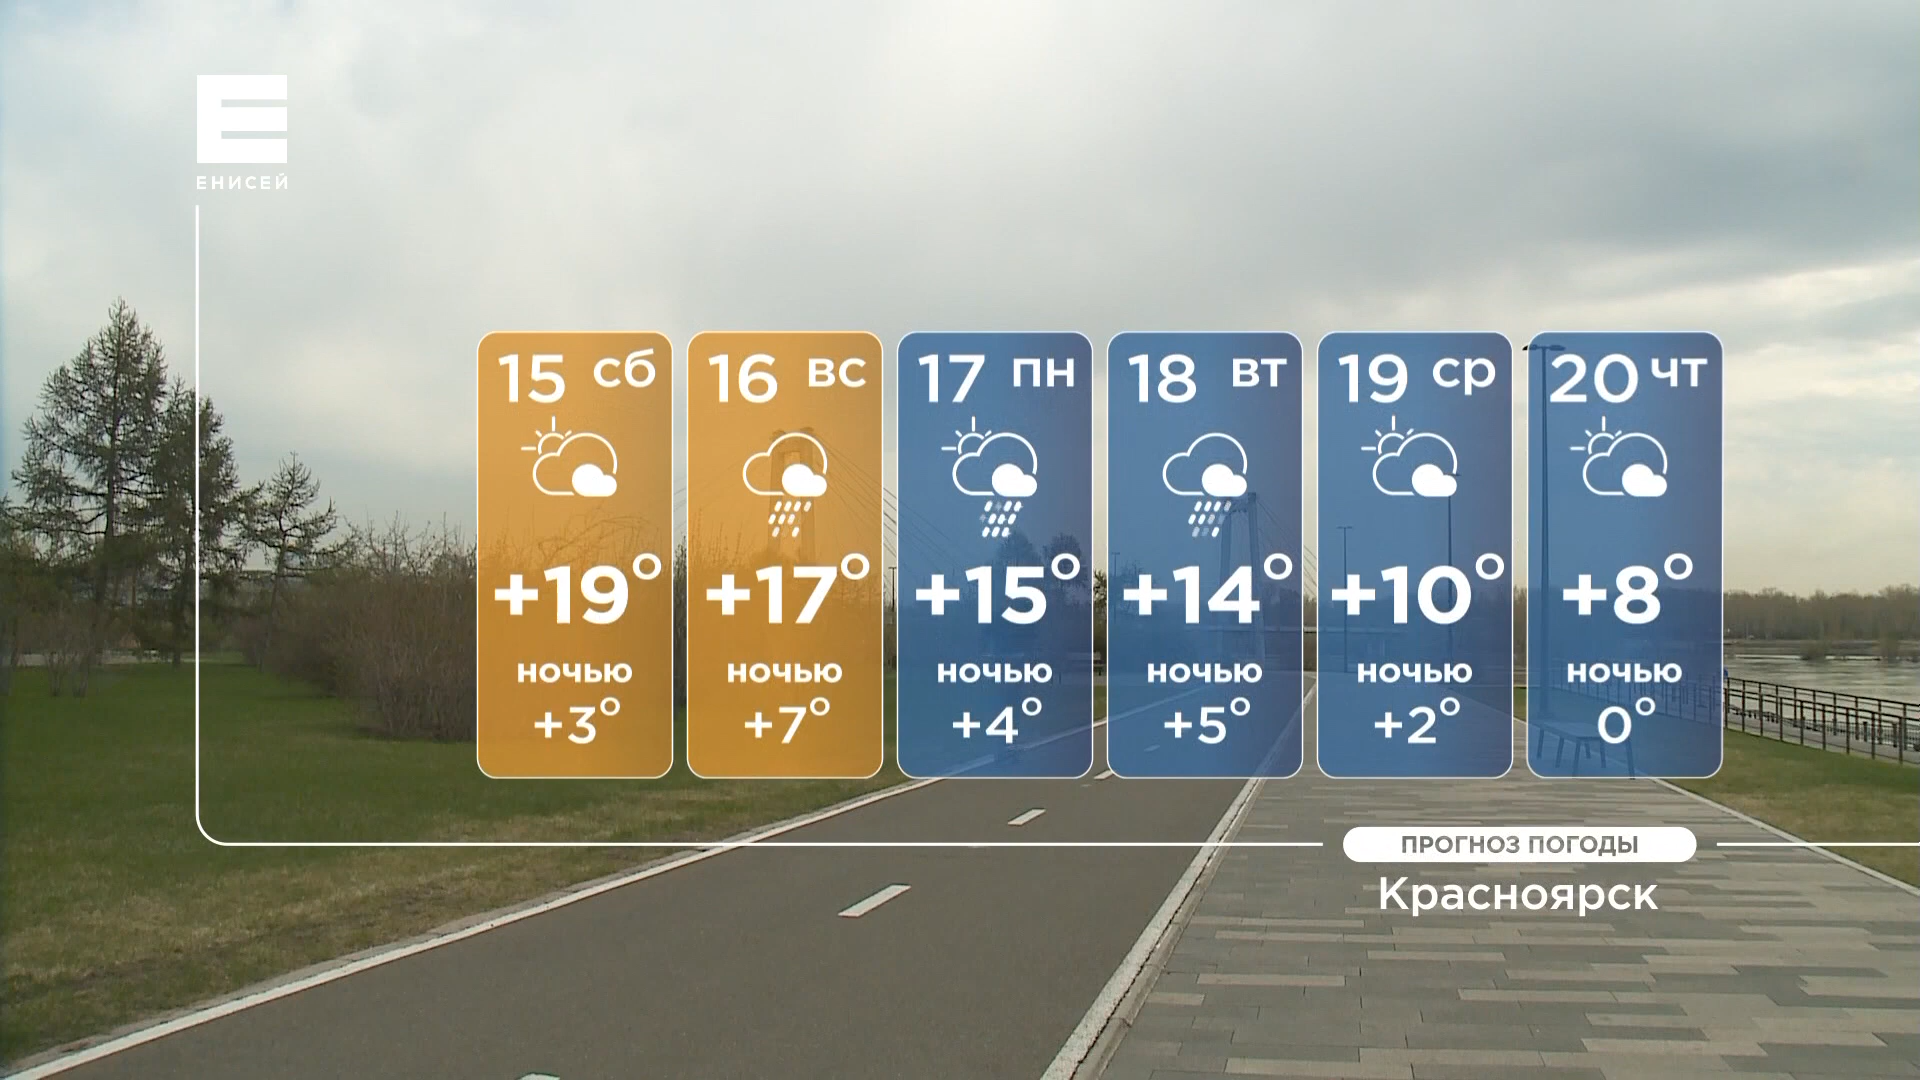 ЕНИСЕЙ
15 сб
+19°
ночью
+3°
16 вс
+17°
ночью
+7°
17 пн
+15°
ночью
+4°
18 вт
+14°
ночью
+5°
19 ср
+10°
ночью
+2°
20 чт
+8°
ночью
0°
ПРОГНОЗ ПОГОДЫ
Красноярск